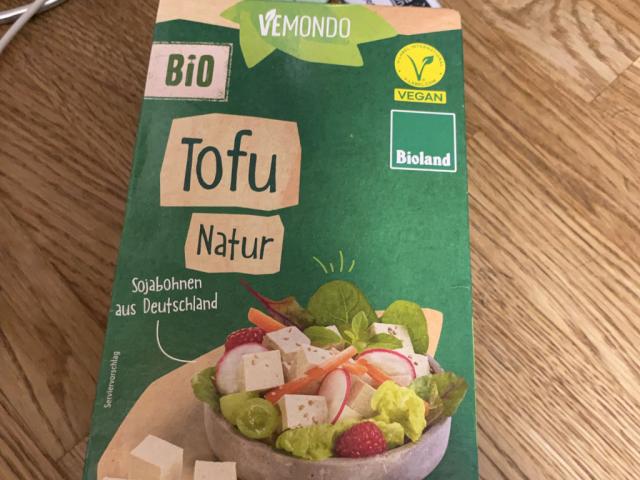 VEMONDO
BIO
VEGAN
Bioland
Tofu
Natur
Sojabohnen
aus Deutschland
Serviervorschlag